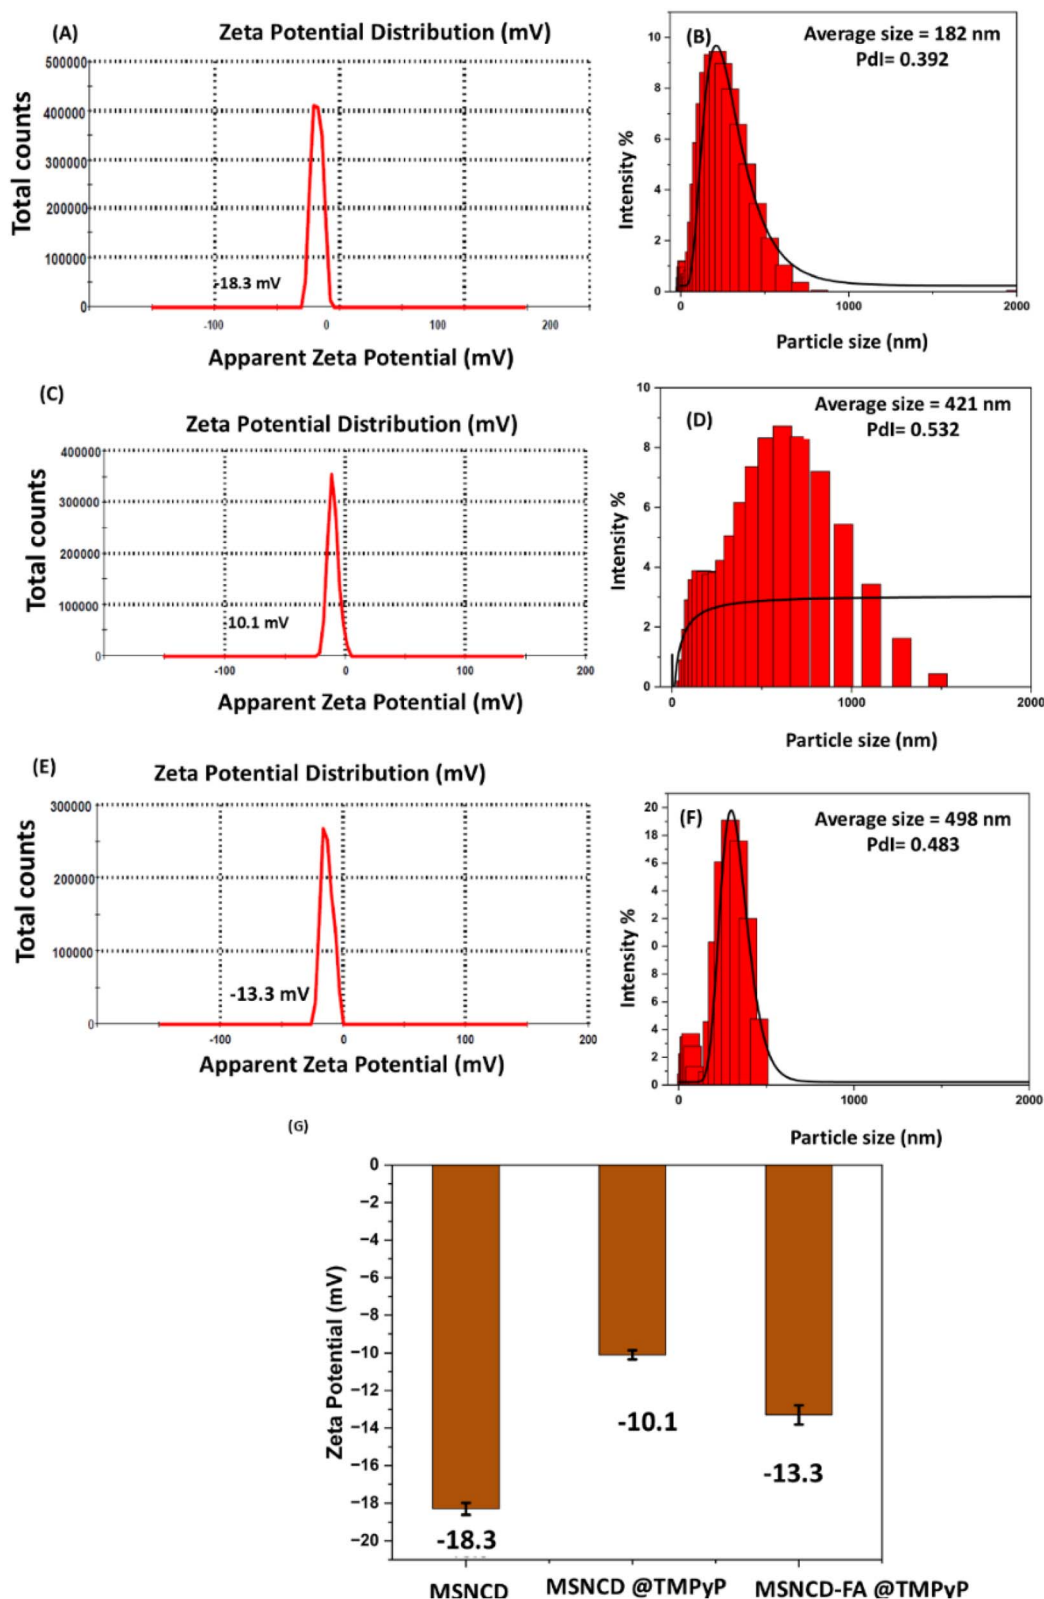 (A)
Zeta Potential Distribution (mV)
500000
400000
300000
200000
100000
0
Total counts
-18.3 mV
-100 0 100 200
Apparent Zeta Potential (mV)
(B)
Average size = 182 nm
PdI= 0.392
10
8
6
4
2
0
Intensity %
0 1000 2000
Particle size (nm)
(C)
Zeta Potential Distribution (mV)
400000
300000
200000
100000
0
Total counts
10.1 mV
-100 0 100 200
Apparent Zeta Potential (mV)
(D)
Average size = 421 nm
PdI= 0.532
10
8
6
4
2
0
Intensity %
0 1000 2000
Particle size (nm)
(E)
Zeta Potential Distribution (mV)
300000
200000
100000
0
Total counts
-13.3 mV
-100 0 100 200
Apparent Zeta Potential (mV)
(F)
Average size = 498 nm
PdI= 0.483
20
18
16
14
12
10
8
6
4
2
0
Intensity %
0 1000 2000
Particle size (nm)
(G)
0
−2
−4
−6
−8
−10
−12
−14
−16
−18
−20
Zeta Potential (mV)
-18.3
-10.1
-13.3
MSNCD MSNCD @TMPyP MSNCD-FA @TMPyP